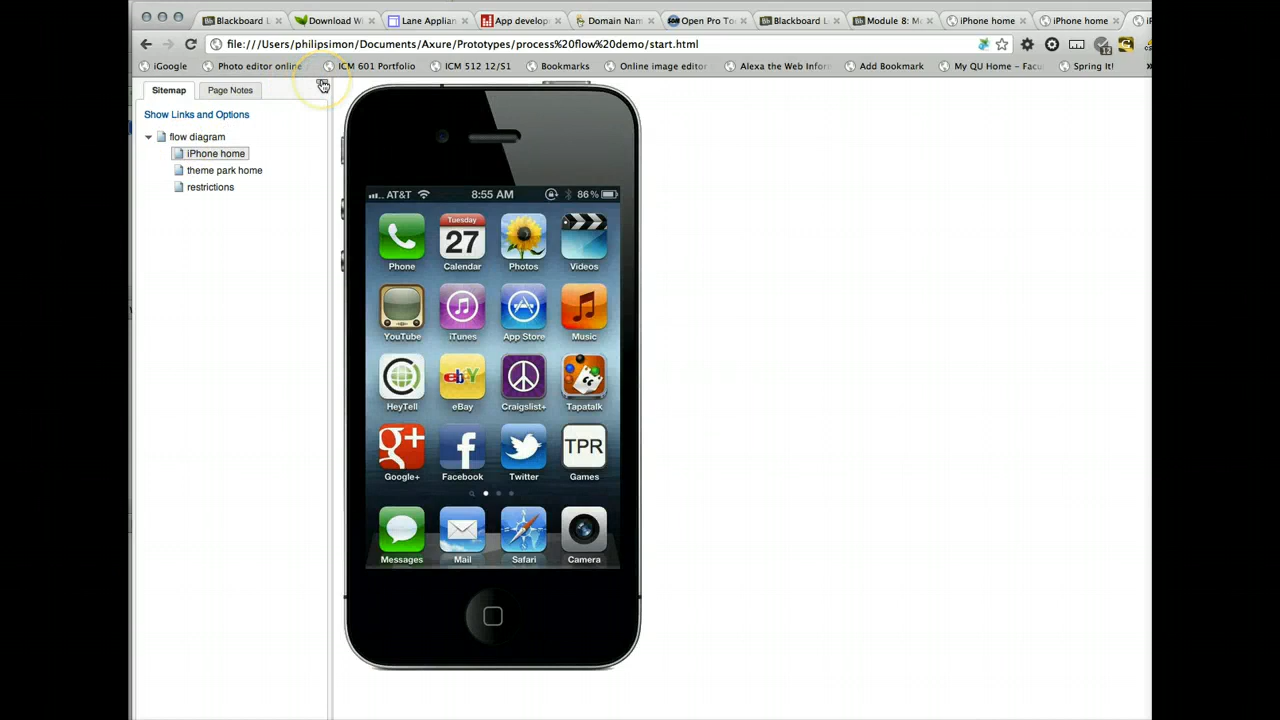 Blackboard L
Download Wi
Lane Applian
App develop
Domain Nam
Open Pro To
Blackboard L
Module 8: M
iPhone home
iPhone home
file:///Users/philipsimon/Documents/Axure/Prototypes/process%20flow%20demo/start.html
iGoogle
Photo editor online
ICM 601 Portfolio
ICM 512 12/S1
Bookmarks
Online image editor
Alexa the Web Infor
Add Bookmark
My QU Home - Facu
Spring It!
»
Sitemap
Page Notes
Show Links and Options
flow diagram
iPhone home
theme park home
restrictions
AT&T 8:55 AM 86%
Tuesday
27
Phone Calendar Photos Videos
YouTube iTunes App Store Music
ebY
HeyTell eBay Craigslist+ Tapatalk
g+ f TPR
Google+ Facebook Twitter Games
Messages Mail Safari Camera